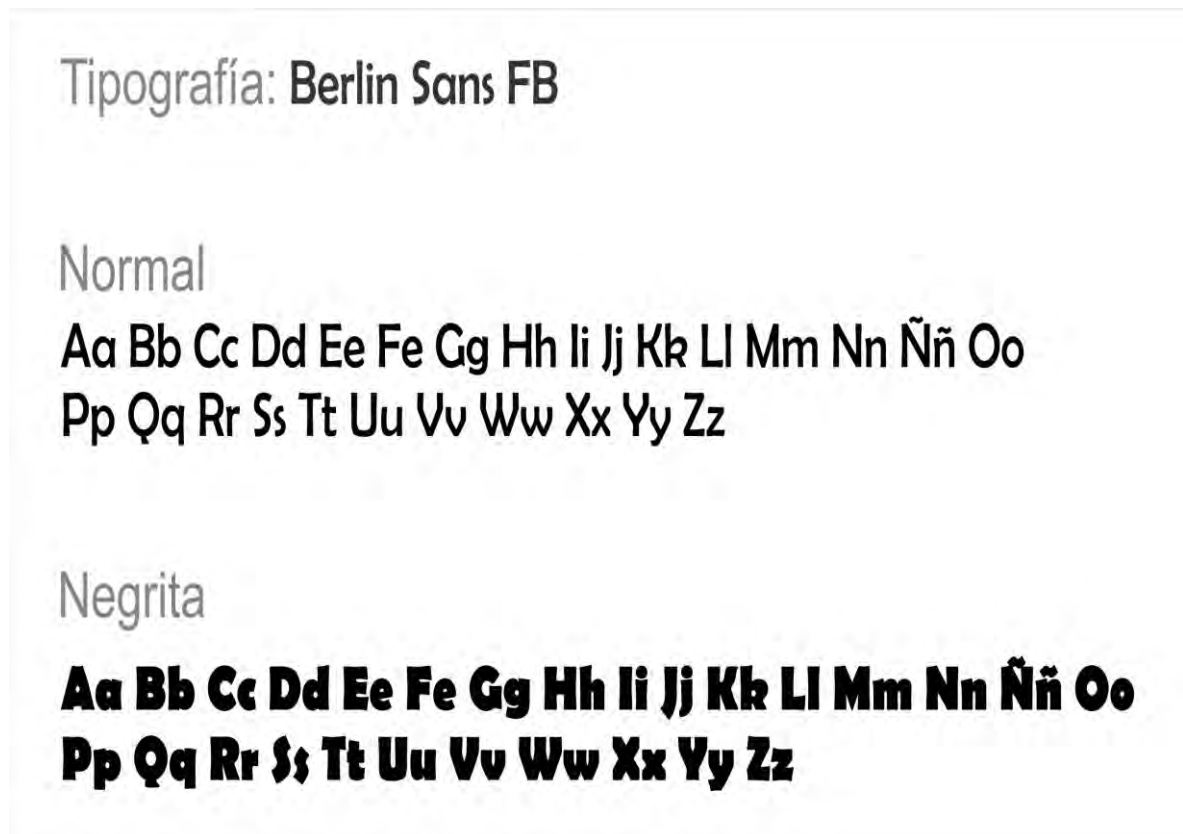 Tipografía: Berlin Sans FB
Normal
Aa Bb Cc Dd Ee Fe Gg Hh Ii Jj Kk Ll Mm Nn Ññ Oo
Pp Qq Rr Ss Tt Uu Vv Ww Xx Yy Zz
Negrita
Aa Bb Cc Dd Ee Fe Gg Hh Ii Jj Kk Ll Mm Nn Ññ Oo
Pp Qq Rr Ss Tt Uu Vv Ww Xx Yy Zz